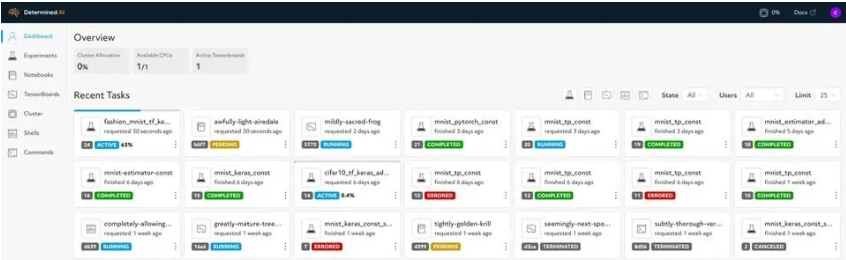 Determined AI
0%
Docs
C
Dashboard
Experiments
Notebooks
TensorBoards
Cluster
Shells
Commands
Overview
Cluster Allocation
0%
Available CPUs
1/1
Active Tensorboards
1
Recent Tasks
State All
Users All
Limit 25
fashion_mnist_tf_ke...
requested 30 seconds ago
24 ACTIVE 63%
awfully-light-airedale
requested 30 seconds ago
PENDING
mildly-sacred-frog
requested 2 days ago
5773 RUNNING
mnist_pytorch_const
finished 3 days ago
21 COMPLETED
mnist_tp_const
requested 3 days ago
20 RUNNING
mnist_tp_const
finished 3 days ago
19 COMPLETED
mnist_estimator_ad...
finished 5 days ago
18 COMPLETED
mnist-estimator-const
finished 6 days ago
16 COMPLETED
mnist_keras_const
finished 6 days ago
15 COMPLETED
cifar10_tf_keras_ad...
requested 6 days ago
14 ACTIVE 0.4%
mnist_tp_const
finished 6 days ago
13 ERRORED
mnist_tp_const
finished 6 days ago
12 COMPLETED
mnist_tp_const
finished 6 days ago
11 ERRORED
mnist_tp_const
finished 1 week ago
10 COMPLETED
completely-allowing...
requested 1 week ago
d639 RUNNING
greatly-mature-tree...
requested 1 week ago
RUNNING
mnist_keras_const_s...
finished 1 week ago
7 ERRORED
tightly-golden-krill
requested 1 week ago
4399 PENDING
seemingly-next-spo...
requested 1 week ago
TERMINATED
subtly-thorough-ver...
requested 1 week ago
TERMINATED
mnist_keras_const_s...
finished 1 week ago
2 CANCELED